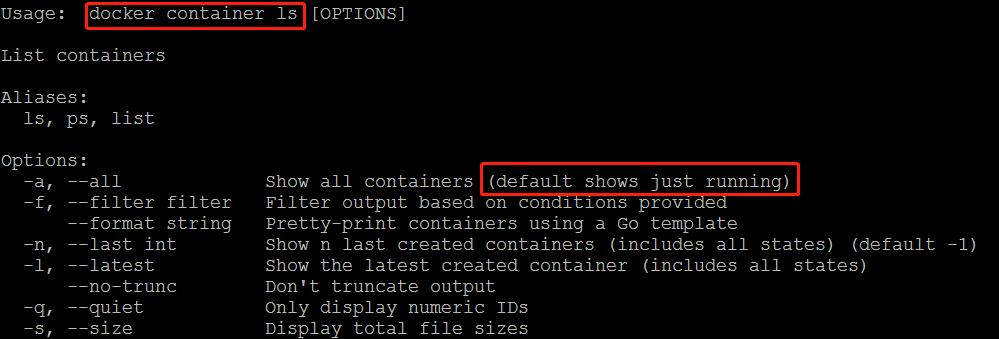 Usage:  docker container ls [OPTIONS]
List containers
Aliases:
  ls, ps, list
Options:
  -a, --all             Show all containers (default shows just running)
  -f, --filter filter   Filter output based on conditions provided
      --format string   Pretty-print containers using a Go template
  -n, --last int        Show n last created containers (includes all states) (default -1)
  -l, --latest          Show the latest created container (includes all states)
      --no-trunc        Don't truncate output
  -q, --quiet           Only display numeric IDs
  -s, --size            Display total file sizes